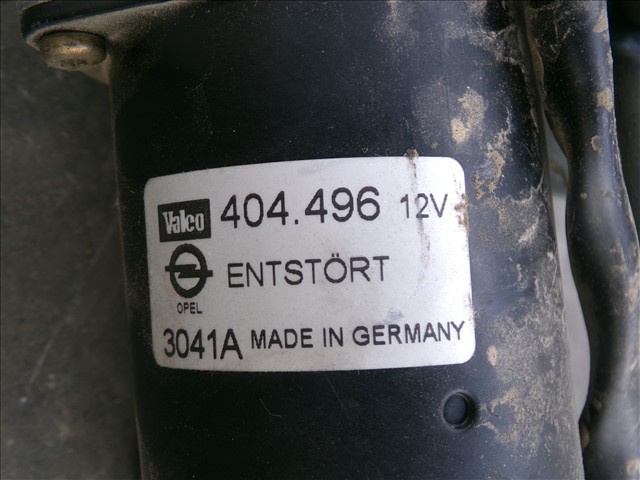 Valeo 404.496 12V
ENTSTÖRT
OPEL
3041A MADE IN GERMANY